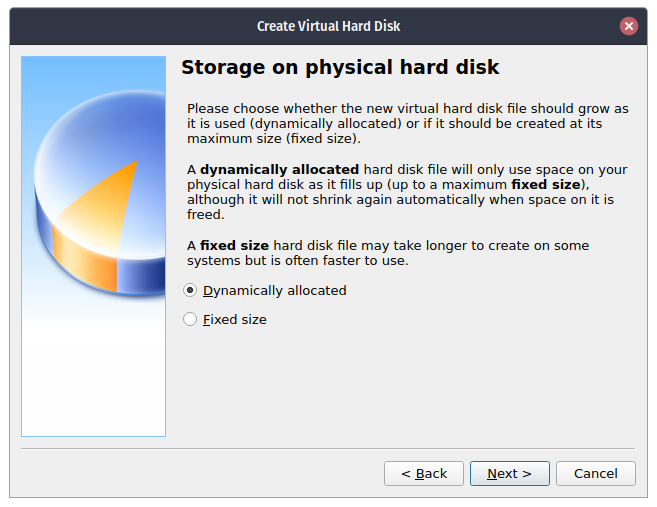 Create Virtual Hard Disk
Storage on physical hard disk
Please choose whether the new virtual hard disk file should grow as
it is used (dynamically allocated) or if it should be created at its
maximum size (fixed size).
A dynamically allocated hard disk file will only use space on your
physical hard disk as it fills up (up to a maximum fixed size),
although it will not shrink again automatically when space on it is
freed.
A fixed size hard disk file may take longer to create on some
systems but is often faster to use.
Dynamically allocated
Fixed size
< Back
Next >
Cancel